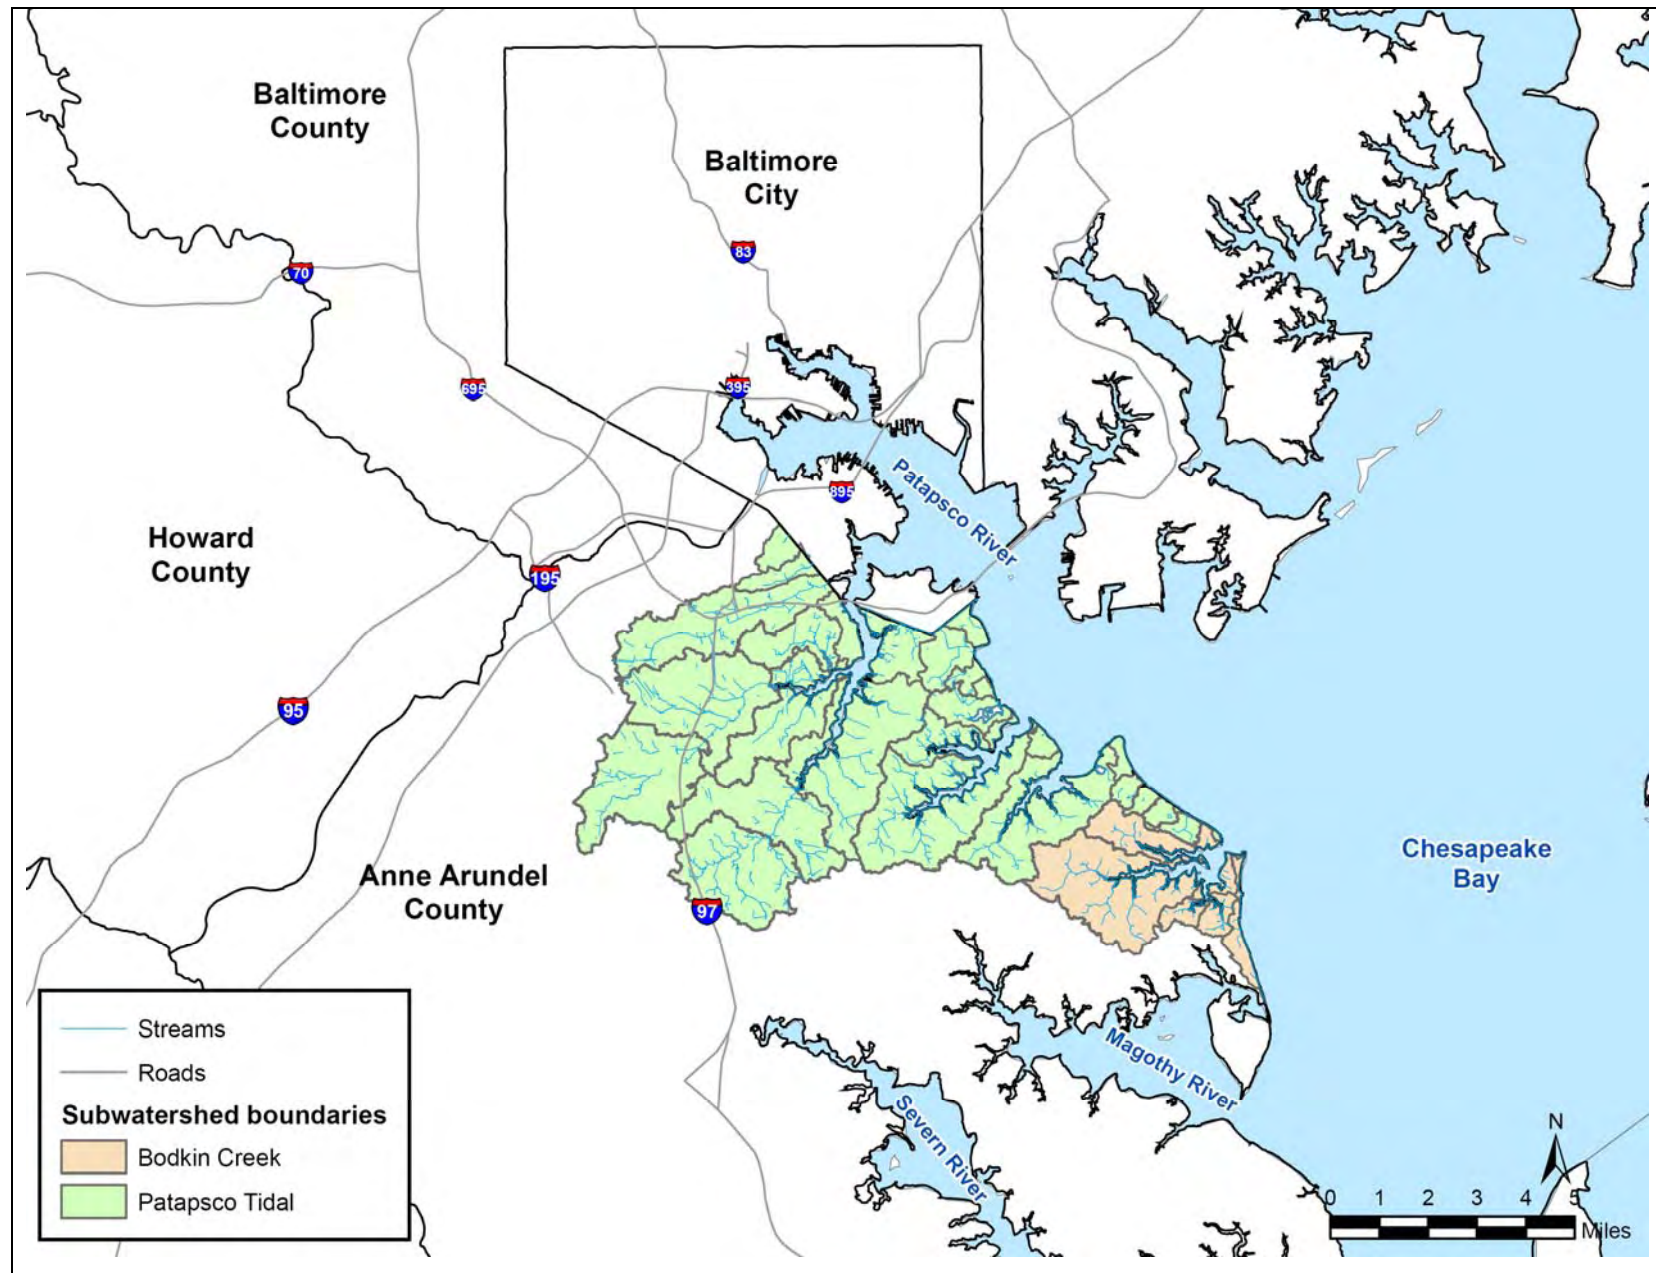 Baltimore
County
Baltimore
City
83
70
695
395
895
Patapsco River
Howard
County
195
95
Chesapeake
Bay
Anne Arundel
County
97
Magothy River
Severn River
Streams
Roads
Subwatershed boundaries
Bodkin Creek
Patapsco Tidal
N
0 1 2 3 4 5
Miles